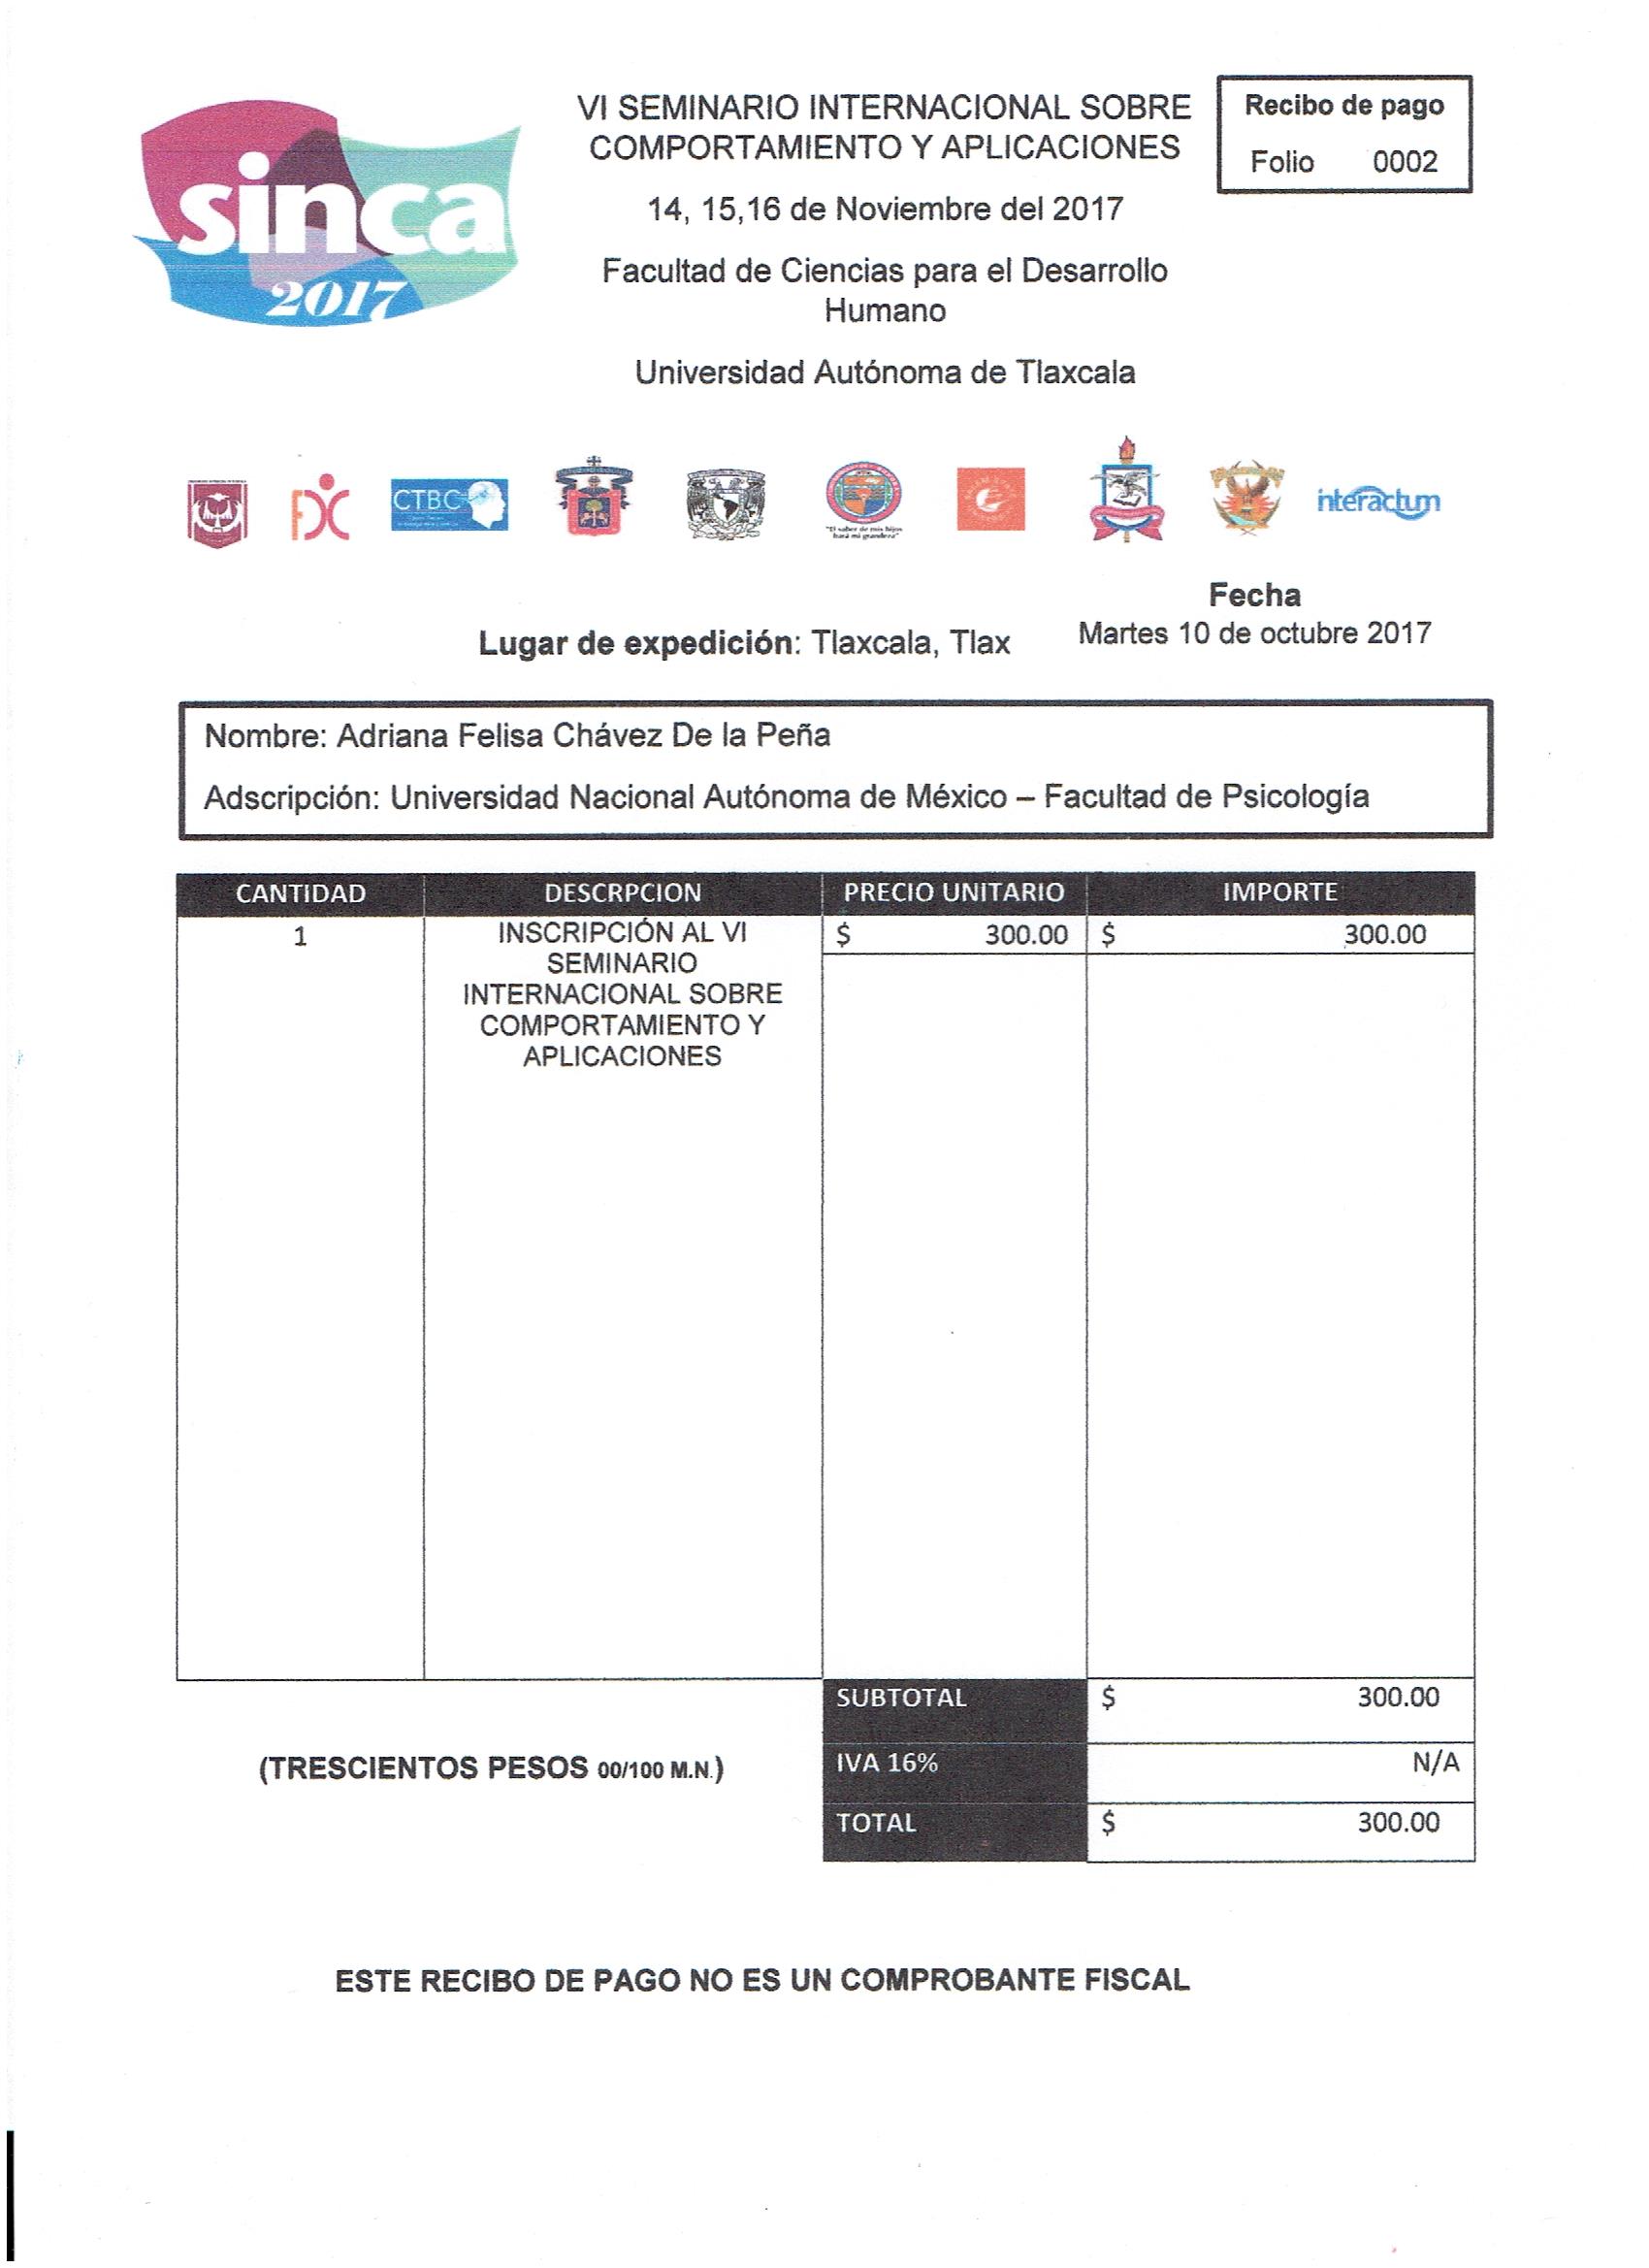 sinca
2017
VI SEMINARIO INTERNACIONAL SOBRE
COMPORTAMIENTO Y APLICACIONES
14, 15,16 de Noviembre del 2017
Facultad de Ciencias para el Desarrollo
Humano
Universidad Autónoma de Tlaxcala
Recibo de pago
Folio 0002
CTBC
"El saber de mis hijos
hará mi grandeza"
interactum
Fecha
Martes 10 de octubre 2017
Lugar de expedición: Tlaxcala, Tlax
Nombre: Adriana Felisa Chávez De la Peña
Adscripción: Universidad Nacional Autónoma de México – Facultad de Psicología
CANTIDAD DESCRPCION PRECIO UNITARIO IMPORTE
1 INSCRIPCIÓN AL VI $ 300.00 $ 300.00
SEMINARIO
INTERNACIONAL SOBRE
COMPORTAMIENTO Y
APLICACIONES
SUBTOTAL $ 300.00
(TRESCIENTOS PESOS 00/100 M.N.) IVA 16% N/A
TOTAL $ 300.00
ESTE RECIBO DE PAGO NO ES UN COMPROBANTE FISCAL